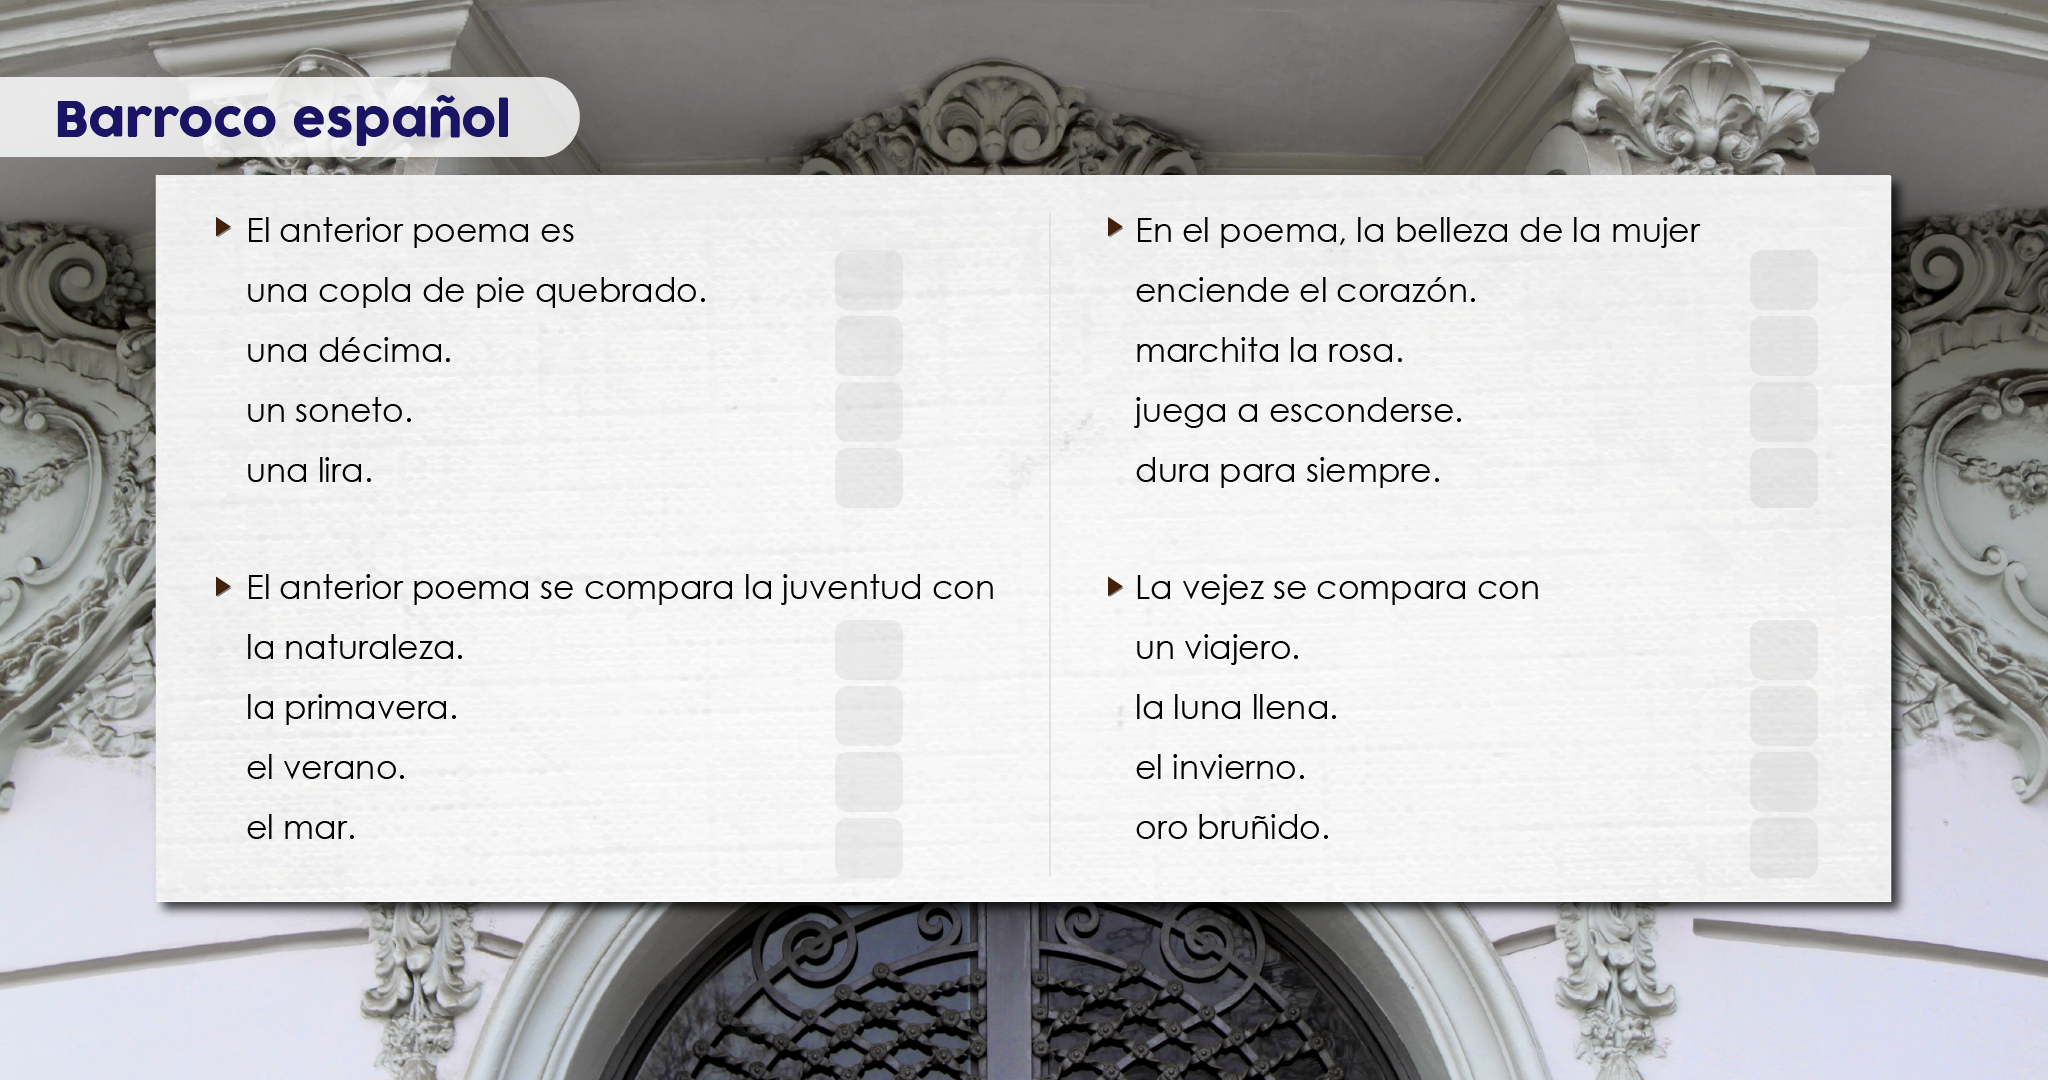 Barroco español
El anterior poema es
una copla de pie quebrado.
una décima.
un soneto.
una lira.
El anterior poema se compara la juventud con
la naturaleza.
la primavera.
el verano.
el mar.
En el poema, la belleza de la mujer
enciende el corazón.
marchita la rosa.
juega a esconderse.
dura para siempre.
La vejez se compara con
un viajero.
la luna llena.
el invierno.
oro bruñido.